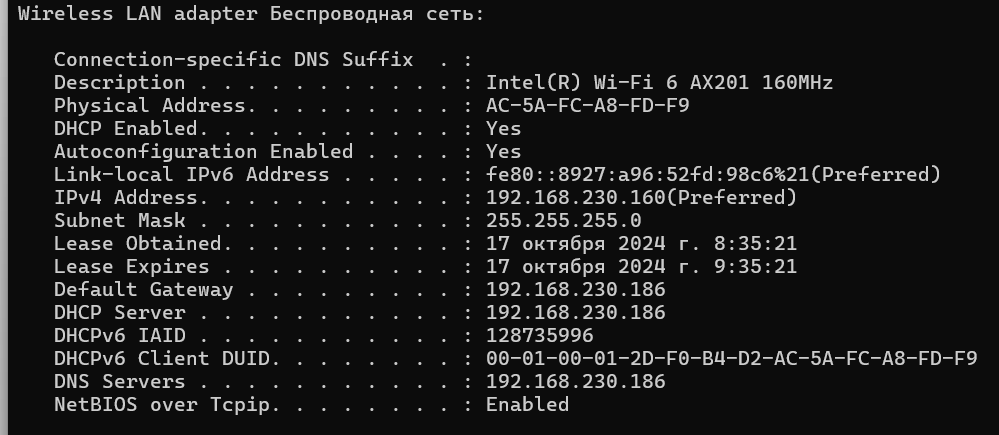 Wireless LAN adapter Беспроводная сеть:
Connection-specific DNS Suffix  . :
Description . . . . . . . . . . . : Intel(R) Wi-Fi 6 AX201 160MHz
Physical Address. . . . . . . . . : AC-5A-FC-A8-FD-F9
DHCP Enabled. . . . . . . . . . . : Yes
Autoconfiguration Enabled . . . . : Yes
Link-local IPv6 Address . . . . . : fe80::8927:a96:52fd:98c6%21(Preferred)
IPv4 Address. . . . . . . . . . . : 192.168.230.160(Preferred)
Subnet Mask . . . . . . . . . . . : 255.255.255.0
Lease Obtained. . . . . . . . . . : 17 октября 2024 г. 8:35:21
Lease Expires . . . . . . . . . . : 17 октября 2024 г. 9:35:21
Default Gateway . . . . . . . . . : 192.168.230.186
DHCP Server . . . . . . . . . . . : 192.168.230.186
DHCPv6 IAID . . . . . . . . . . . : 128735996
DHCPv6 Client DUID. . . . . . . . : 00-01-00-01-2D-F0-B4-D2-AC-5A-FC-A8-FD-F9
DNS Servers . . . . . . . . . . . : 192.168.230.186
NetBIOS over Tcpip. . . . . . . . : Enabled